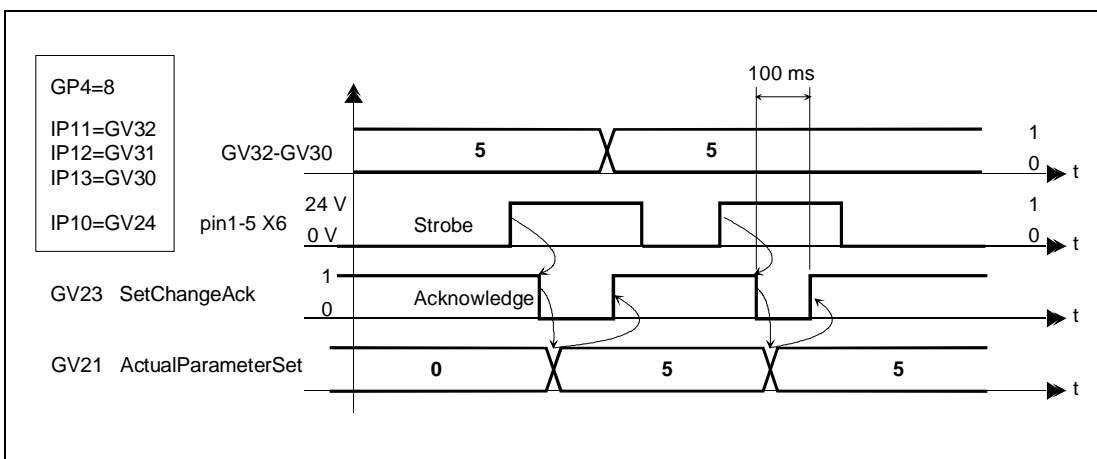 100 ms
GP4=8
IP11=GV32
IP12=GV31
IP13=GV30
IP10=GV24
GV32-GV30 5 5 1 0 t
pin1-5 X6 24 V 0 V Strobe 1 0 t
GV23 SetChangeAck 1 0 Acknowledge t
GV21 ActualParameterSet 0 5 5 t